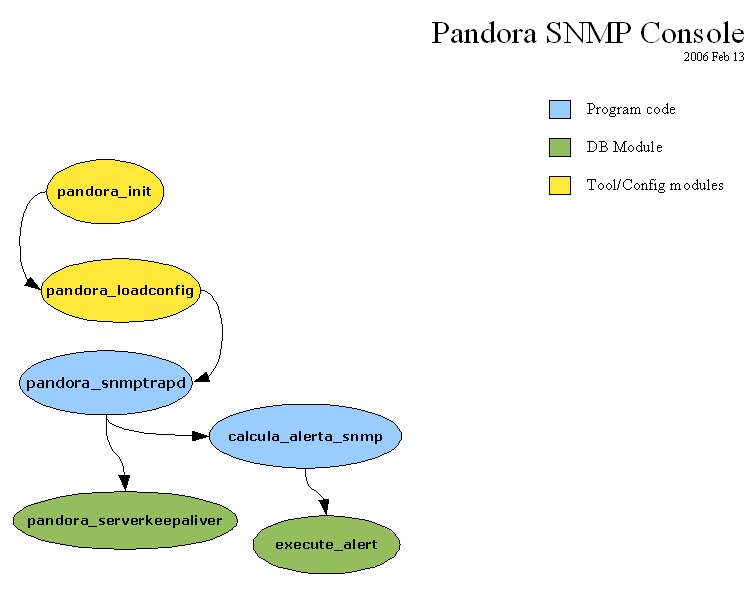 Pandora SNMP Console
2006 Feb 13
Program code
DB Module
Tool/Config modules
pandora_init
pandora_loadconfig
pandora_snmptrapd
calcula_alerta_snmp
pandora_serverkeepaliver
execute_alert